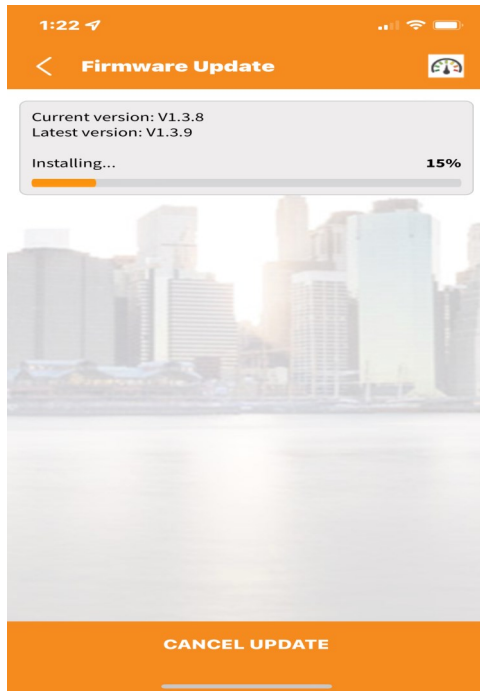 1:22
Firmware Update
Current version: V1.3.8
Latest version: V1.3.9
Installing... 15%
CANCEL UPDATE